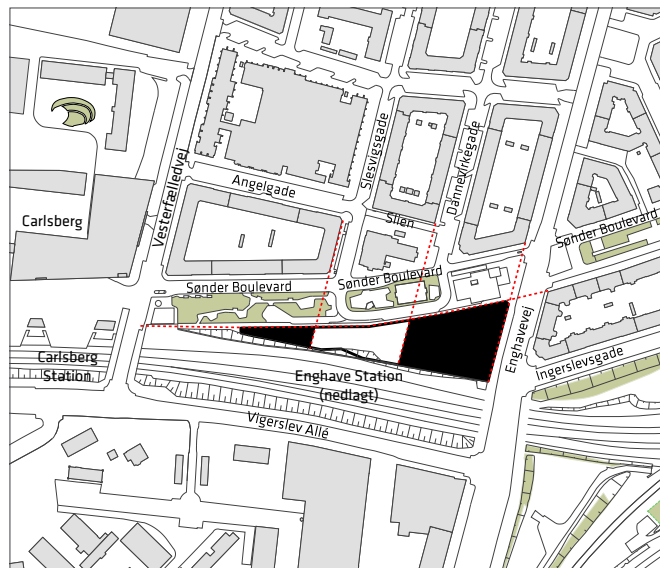 Vesterfælledvej
Angelgade
Slesvigsgade
Slien
Dannevirkegade
Carlsberg
Sønder Boulevard
Sønder Boulevard
Sønder Boulevard
Enghavevej
Ingerslevsgade
Carlsberg
Station
Enghave Station
(nedlagt)
Vigerslev Allé